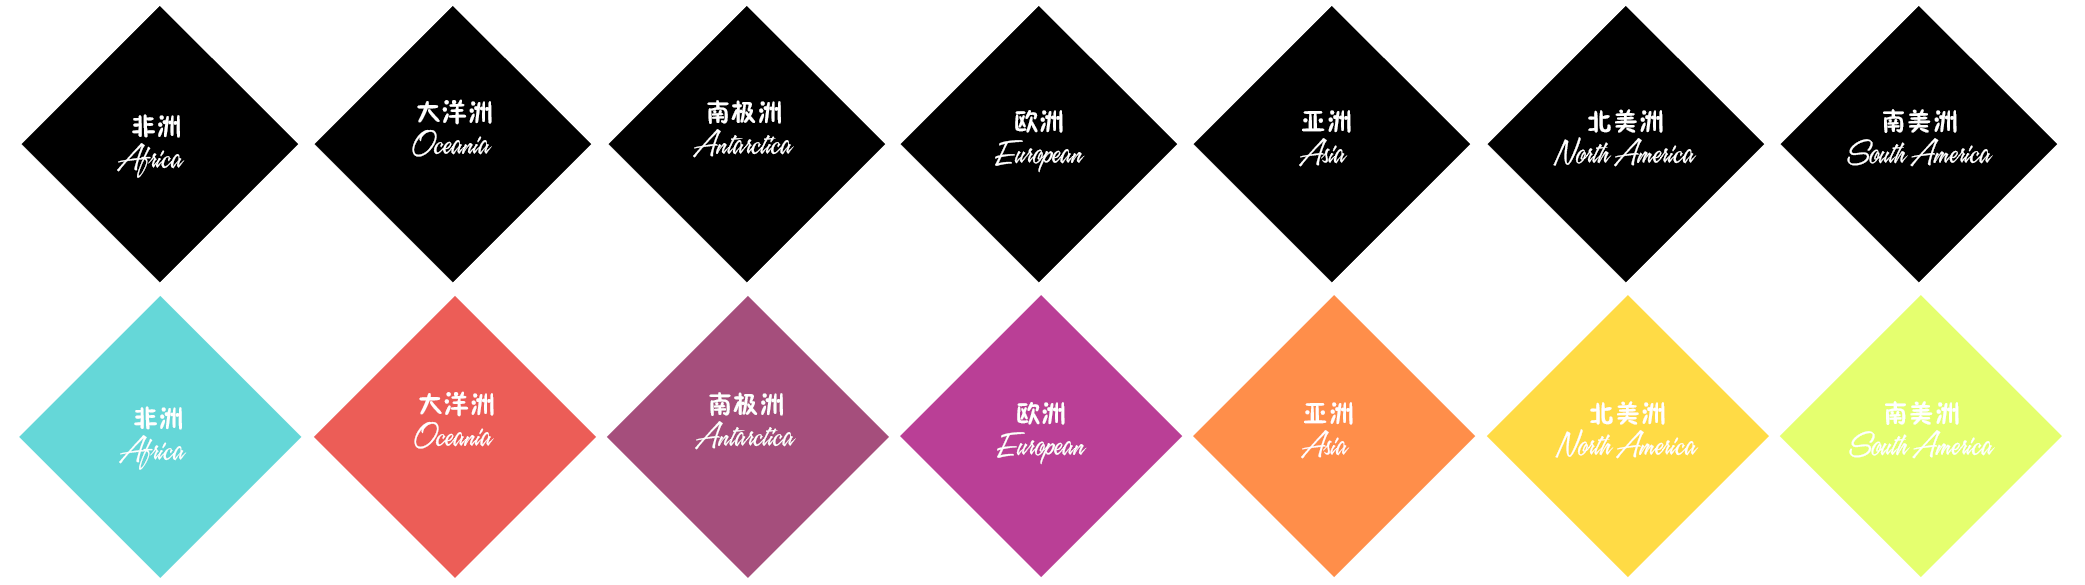 非洲
Africa
大洋洲
Oceania
南极洲
Antarctica
欧洲
European
亚洲
Asia
北美洲
North America
南美洲
South America
非洲
Africa
大洋洲
Oceania
南极洲
Antarctica
欧洲
European
亚洲
Asia
北美洲
North America
南美洲
South America